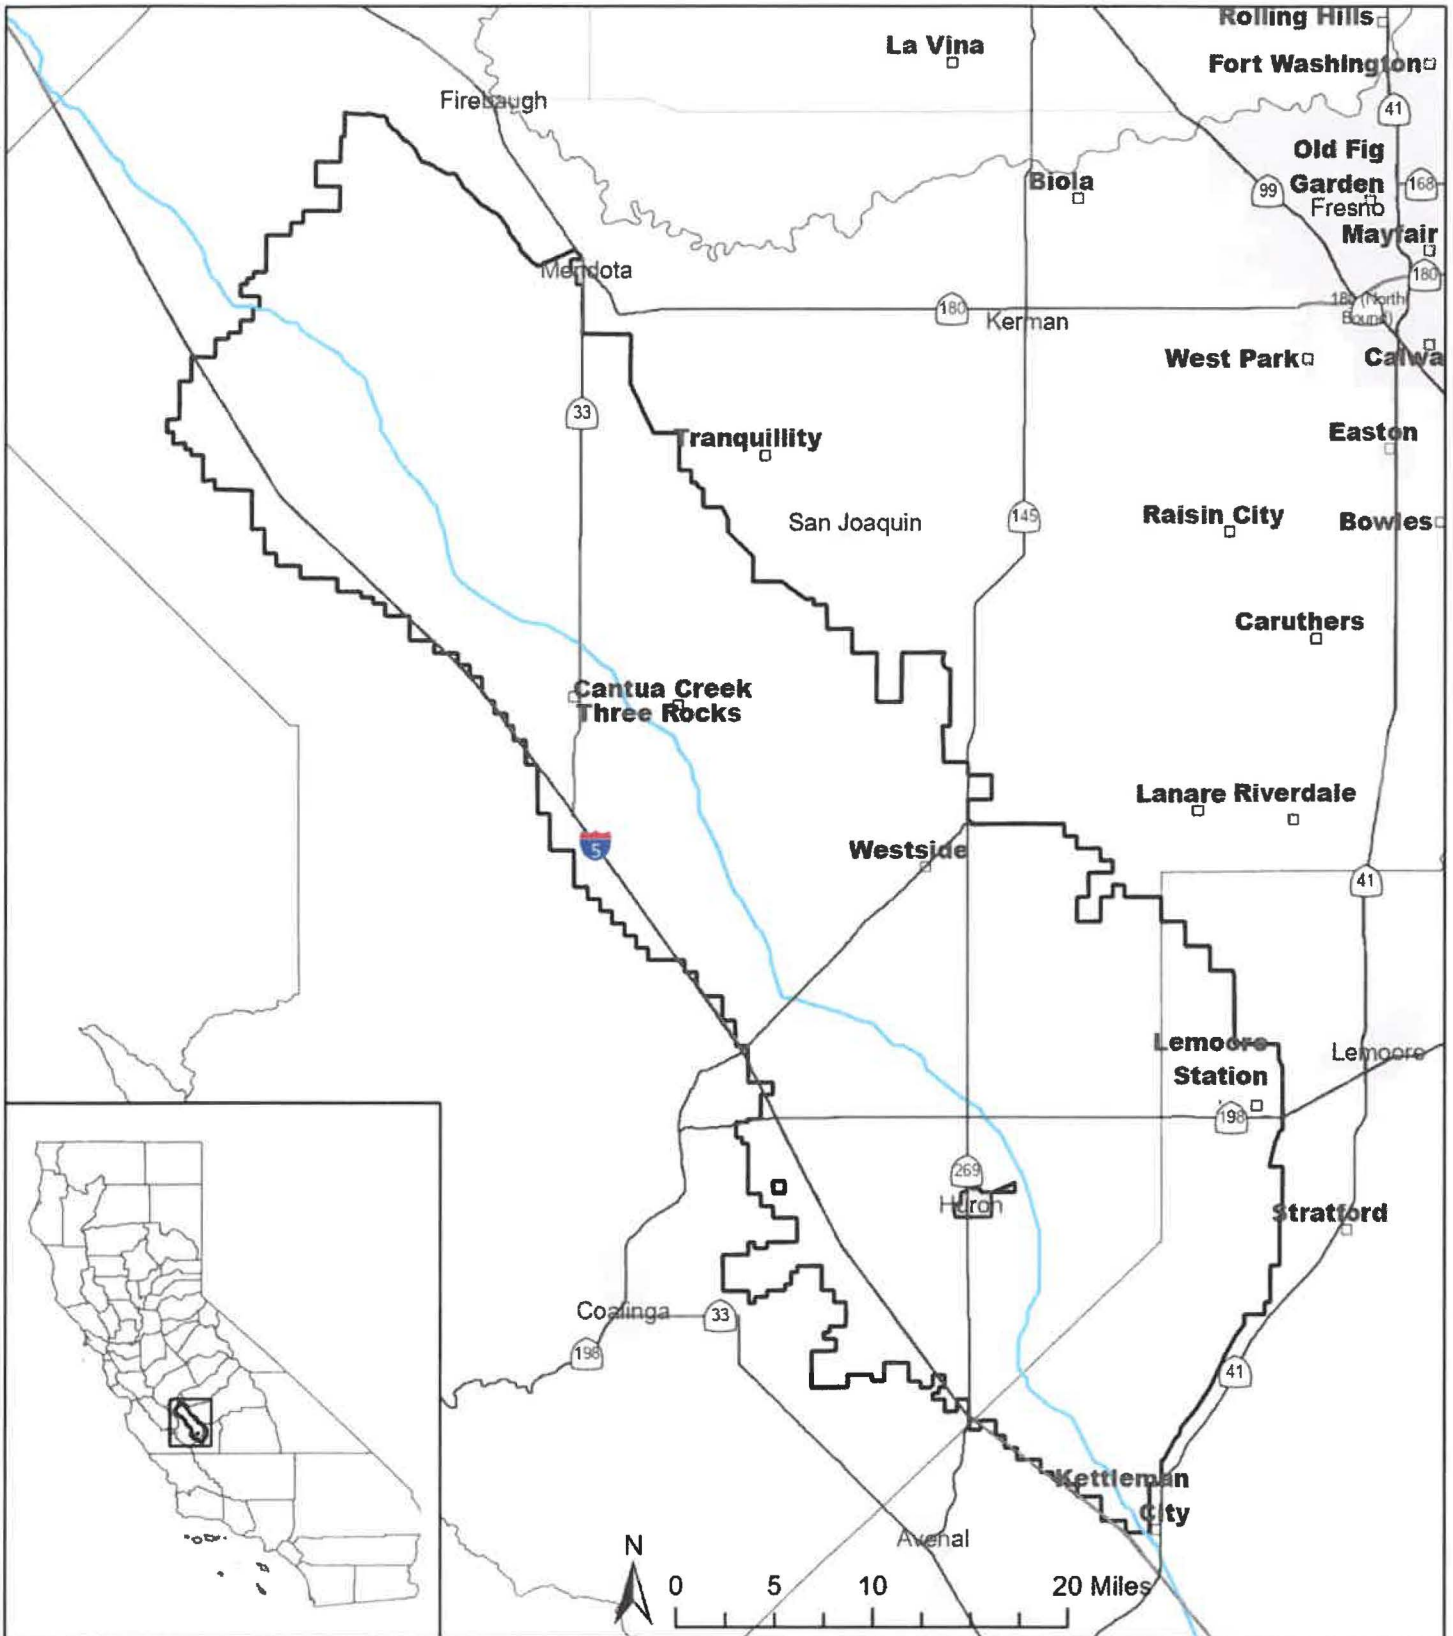 Rolling Hills
La Vina
Fort Washington
Firebaugh
41
Old Fig
Garden
168
Biola
99
Fresno
Mayfair
Mendota
180
180
180 (North
Bound)
Kerman
West Park
Calwa
33
Tranquillity
Easton
San Joaquin
145
Raisin City
Bowles
Caruthers
Cantua Creek
Three Rocks
Lanare
Riverdale
5
Westside
41
Lemoore
Station
Lemoore
198
269
Huron
Stratford
Coalinga
33
198
41
Kettleman
City
Avenal
N
0 5 10 20 Miles